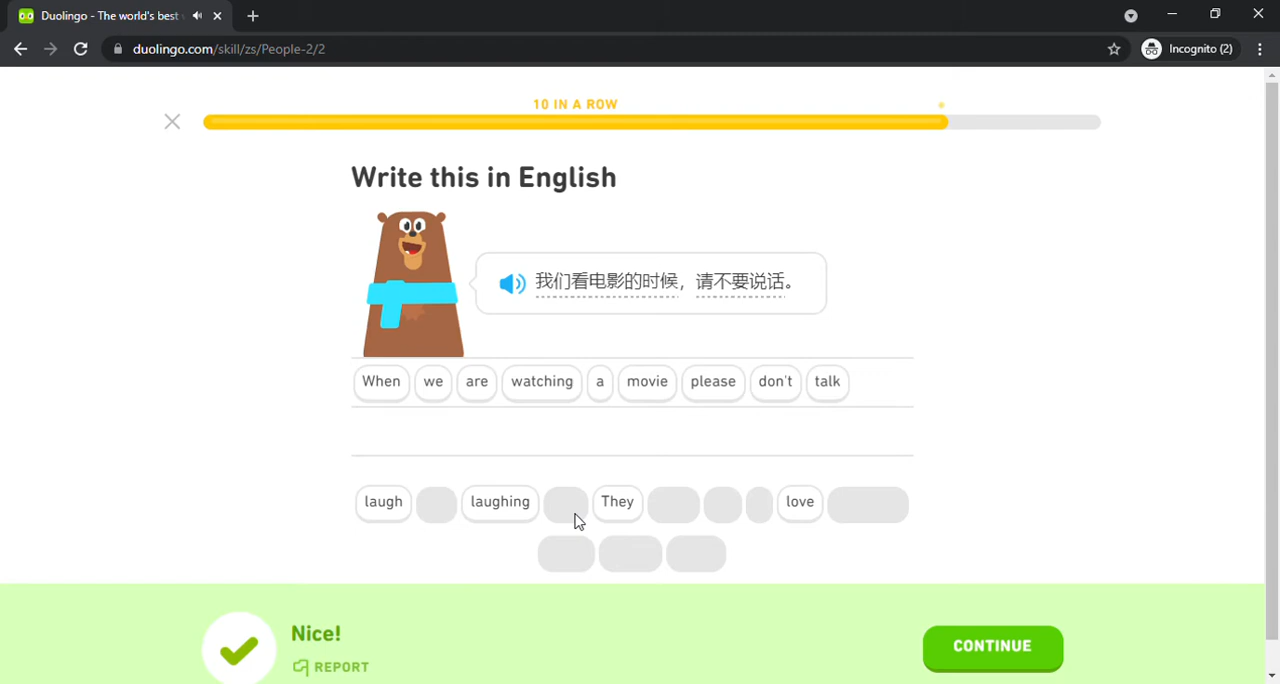 Duolingo - The world's best
duolingo.com/skill/zs/People-2/2
Incognito (2)
10 IN A ROW
Write this in English
我们看电影的时候，请不要说话。
When we are watching a movie please don't talk
laugh laughing They love
Nice!
REPORT
CONTINUE